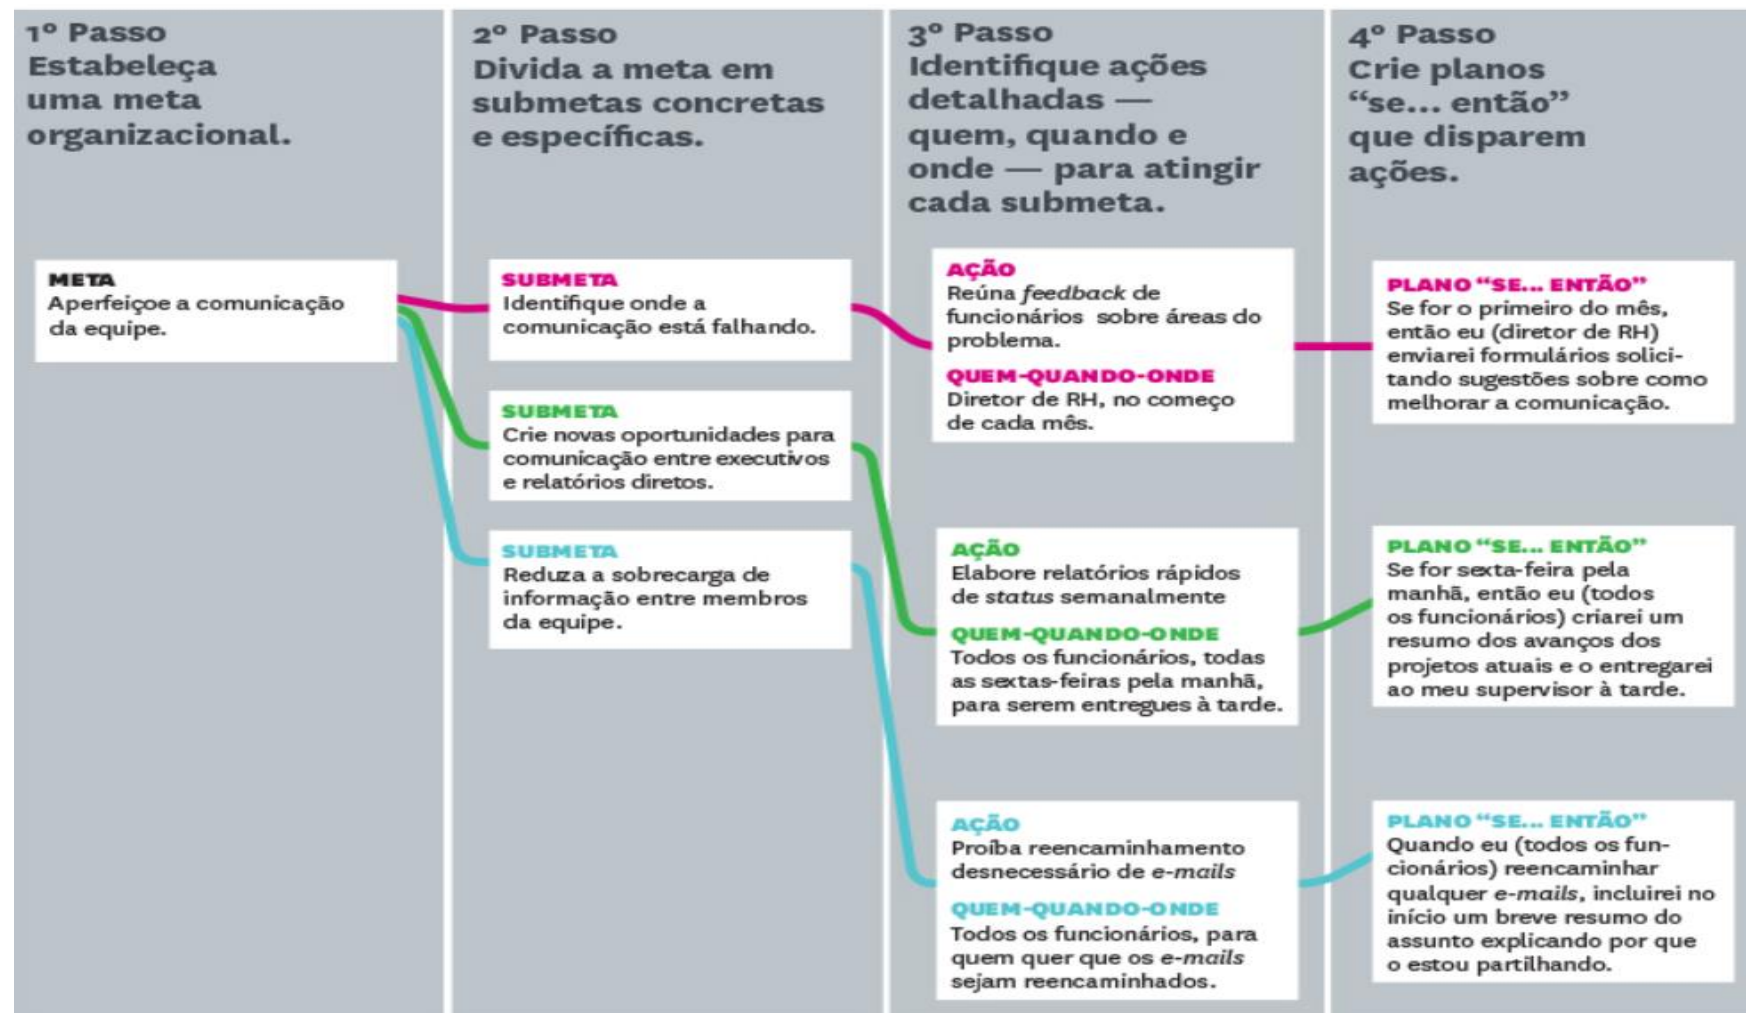 1º Passo
Estabeleça
uma meta
organizacional.
META
Aperfeiçoe a comunicação
da equipe.
2º Passo
Divida a meta em
submetas concretas
e específicas.
SUBMETA
Identifique onde a
comunicação está falhando.
SUBMETA
Crie novas oportunidades para
comunicação entre executivos
e relatórios diretos.
SUBMETA
Reduza a sobrecarga de
informação entre membros
da equipe.
3º Passo
Identifique ações
detalhadas —
quem, quando e
onde — para atingir
cada submeta.
AÇÃO
Reúna feedback de
funcionários sobre áreas do
problema.
QUEM-QUANDO-ONDE
Diretor de RH, no começo
de cada mês.
AÇÃO
Elabore relatórios rápidos
de status semanalmente
QUEM-QUANDO-ONDE
Todos os funcionários, todas
as sextas-feiras pela manhã,
para serem entregues à tarde.
AÇÃO
Proíba reencaminhamento
desnecessário de e-mails
QUEM-QUANDO-ONDE
Todos os funcionários, para
quem quer que os e-mails
sejam reencaminhados.
4º Passo
Crie planos
“se... então”
que disparem
ações.
PLANO “SE... ENTÃO”
Se for o primeiro do mês,
então eu (diretor de RH)
enviarei formulários solici-
tando sugestões sobre como
melhorar a comunicação.
PLANO “SE... ENTÃO”
Se for sexta-feira pela
manhã, então eu (todos
os funcionários) criarei um
resumo dos avanços dos
projetos atuais e o entregarei
ao meu supervisor à tarde.
PLANO “SE... ENTÃO”
Quando eu (todos os fun-
cionários) reencaminhar
qualquer e-mails, incluirei no
início um breve resumo do
assunto explicando por que
o estou partilhando.